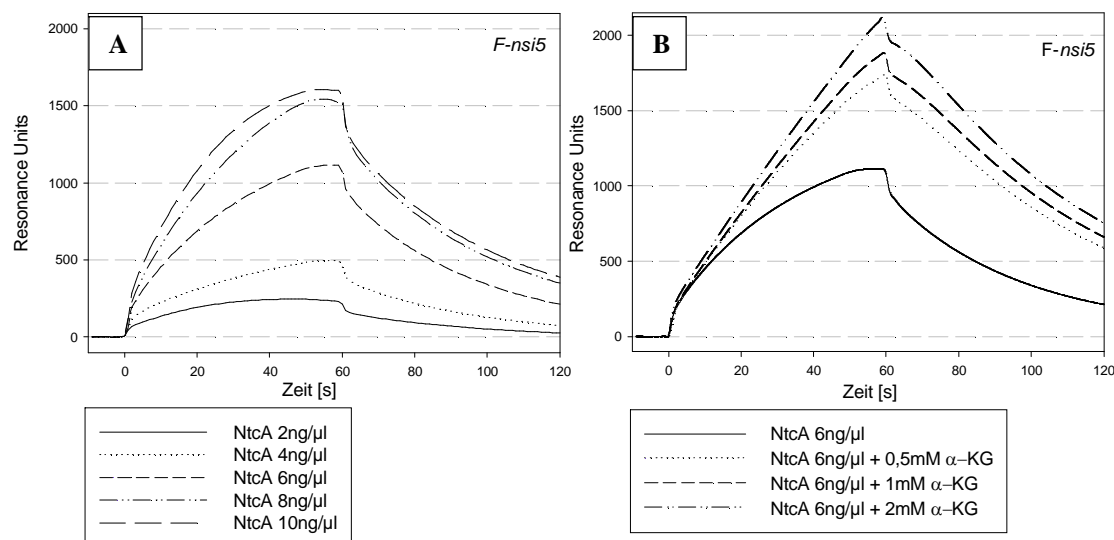 A
F-nsi5
2000
1500
1000
500
0
Resonance Units
0 20 40 60 80 100 120
Zeit [s]
NtcA 2ng/µl
NtcA 4ng/µl
NtcA 6ng/µl
NtcA 8ng/µl
NtcA 10ng/µl
B
F-nsi5
2000
1500
1000
500
0
Resonance Units
0 20 40 60 80 100 120
Zeit [s]
NtcA 6ng/µl
NtcA 6ng/µl + 0,5mM α–KG
NtcA 6ng/µl + 1mM α–KG
NtcA 6ng/µl + 2mM α–KG